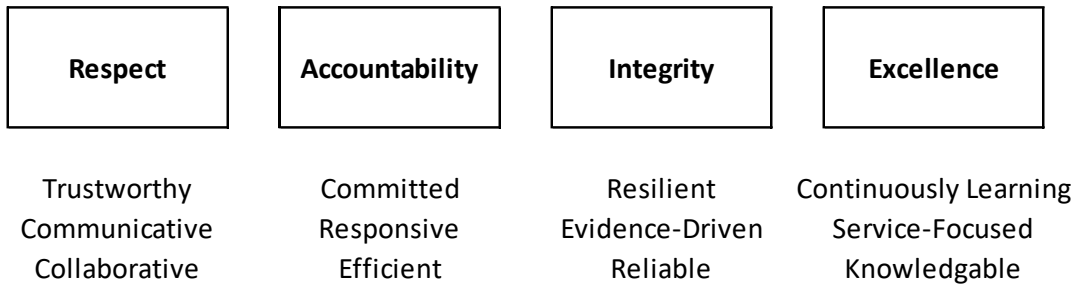 Respect
Trustworthy
Communicative
Collaborative
Accountability
Committed
Responsive
Efficient
Integrity
Resilient
Evidence-Driven
Reliable
Excellence
Continuously Learning
Service-Focused
Knowledgable